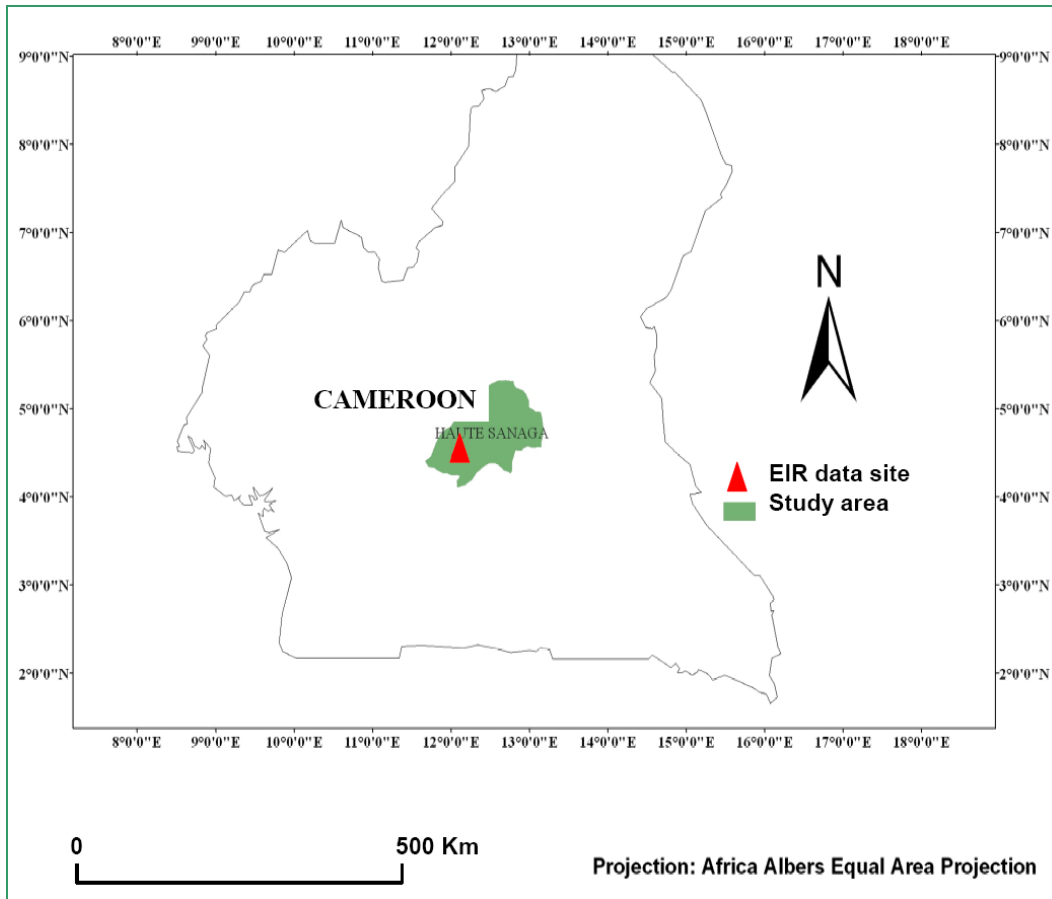 8°0'0"E 9°0'0"E 10°0'0"E 11°0'0"E 12°0'0"E 13°0'0"E 14°0'0"E 15°0'0"E 16°0'0"E 17°0'0"E 18°0'0"E
9°0'0"N 9°0'0"N
8°0'0"N 8°0'0"N
7°0'0"N 7°0'0"N
N
6°0'0"N 6°0'0"N
CAMEROON
5°0'0"N 5°0'0"N
HAUTE SANAGA
EIR data site
4°0'0"N 4°0'0"N
Study area
3°0'0"N 3°0'0"N
2°0'0"N 2°0'0"N
8°0'0"E 9°0'0"E 10°0'0"E 11°0'0"E 12°0'0"E 13°0'0"E 14°0'0"E 15°0'0"E 16°0'0"E 17°0'0"E 18°0'0"E
0 500 Km
Projection: Africa Albers Equal Area Projection